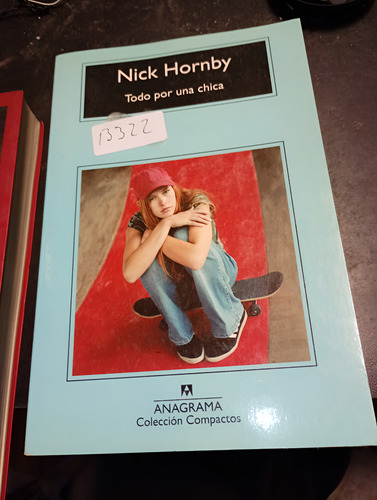 Nick Hornby
Todo por una chica
13322
ANAGRAMA
Colección Compactos